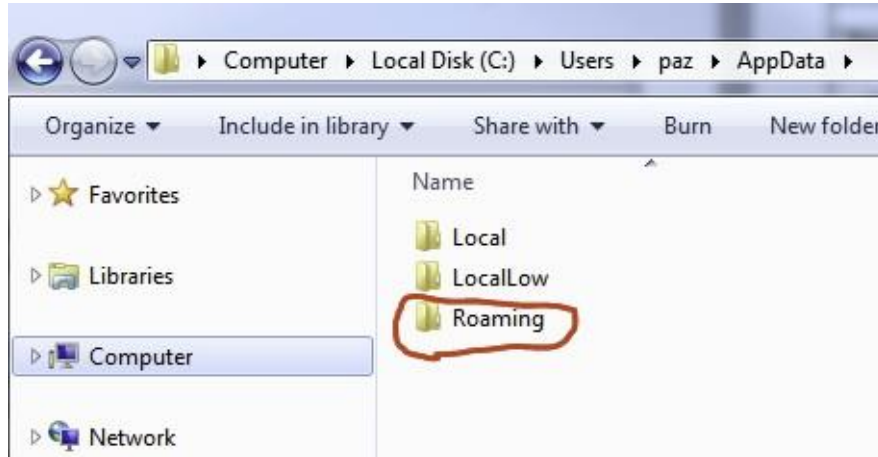 Computer Local Disk (C:) Users paz AppData
Organize Include in library Share with Burn New folder
Favorites
Libraries
Computer
Network
Name
Local
LocalLow
Roaming